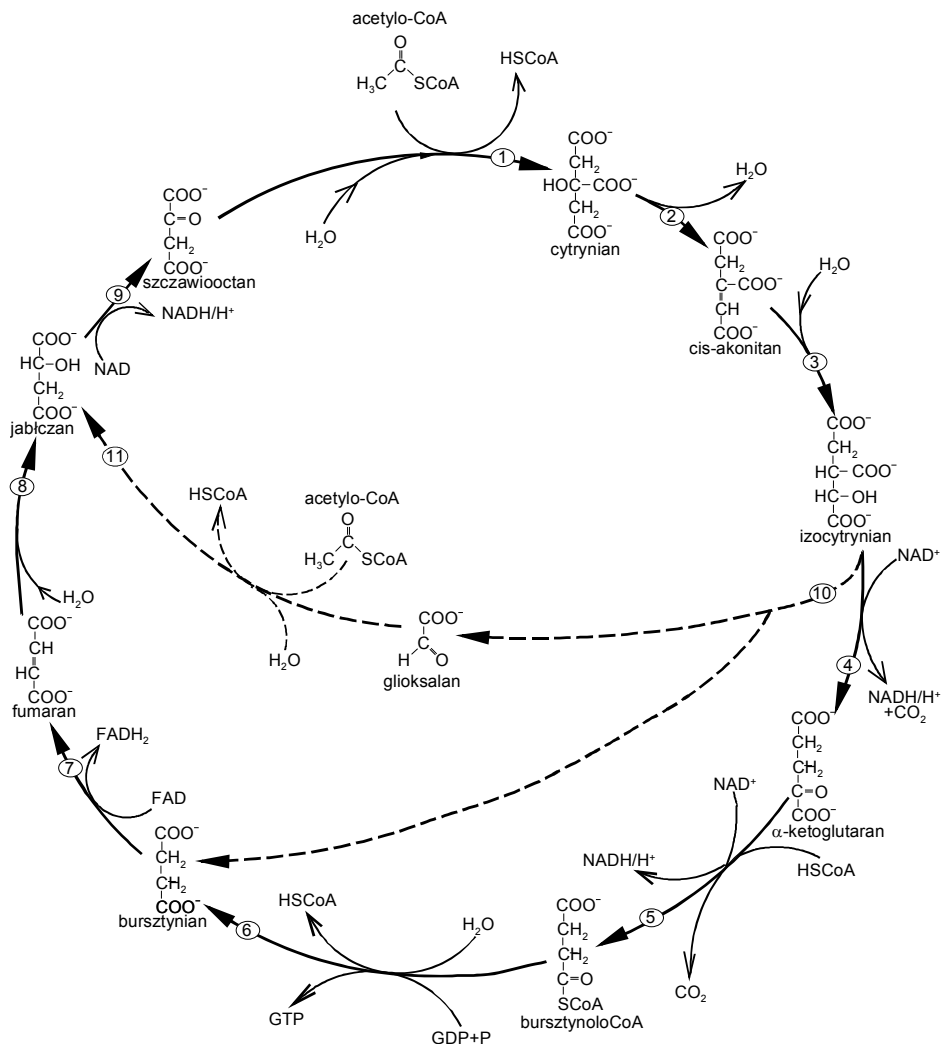 acetylo-CoA
O
C
H₃C SCoA
HSCoA
1
H₂O
COO⁻
CH₂
HO C–COO⁻
CH₂
COO⁻
cytrynian
2
H₂O
COO⁻
CH₂
C–COO⁻
CH
COO⁻
cis-akonitan
H₂O
3
COO⁻
CH₂
HC–COO⁻
HC–OH
COO⁻
izocytrynian
NAD⁺
4
NADH/H⁺
+CO₂
COO⁻
CH₂
CH₂
C=O
COO⁻
α-ketoglutaran
NAD⁺
HSCoA
NADH/H⁺
5
CO₂
COO⁻
CH₂
CH₂
C=O
SCoA
bursztynoloCoA
H₂O
HSCoA
6
GTP
GDP+P
COO⁻
CH₂
CH₂
COO⁻
bursztynian
FAD
7
FADH₂
COO⁻
CH
HC
COO⁻
fumaran
H₂O
8
COO⁻
HC–OH
CH₂
COO⁻
jabłczan
NAD
9
NADH/H⁺
COO⁻
C=O
CH₂
COO⁻
szczawiooctan
10
COO⁻
C
H O
glioksalan
acetylo-CoA
O
C
H₃C SCoA
HSCoA
H₂O
11